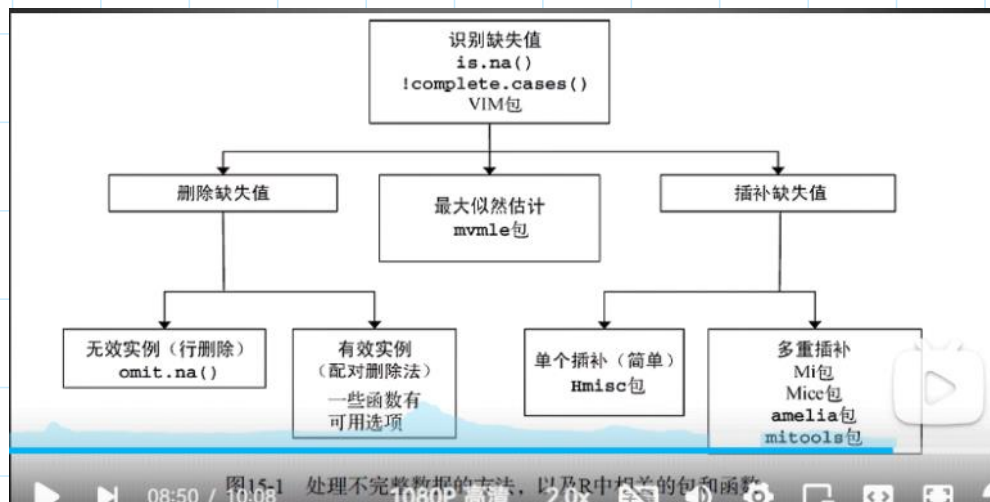 识别缺失值
is.na()
!complete.cases()
VIM包
删除缺失值
最大似然估计
mvmle包
插补缺失值
无效实例（行删除）
omit.na()
有效实例
（配对删除法）
一些函数有
可用选项
单个插补（简单）
Hmisc包
多重插补
Mi包
Mice包
amelia包
mitools包
图15-1 处理不完整数据的方法，以及R中相关的包和函数
08:50 / 10:08
1080P 高清
2.0x